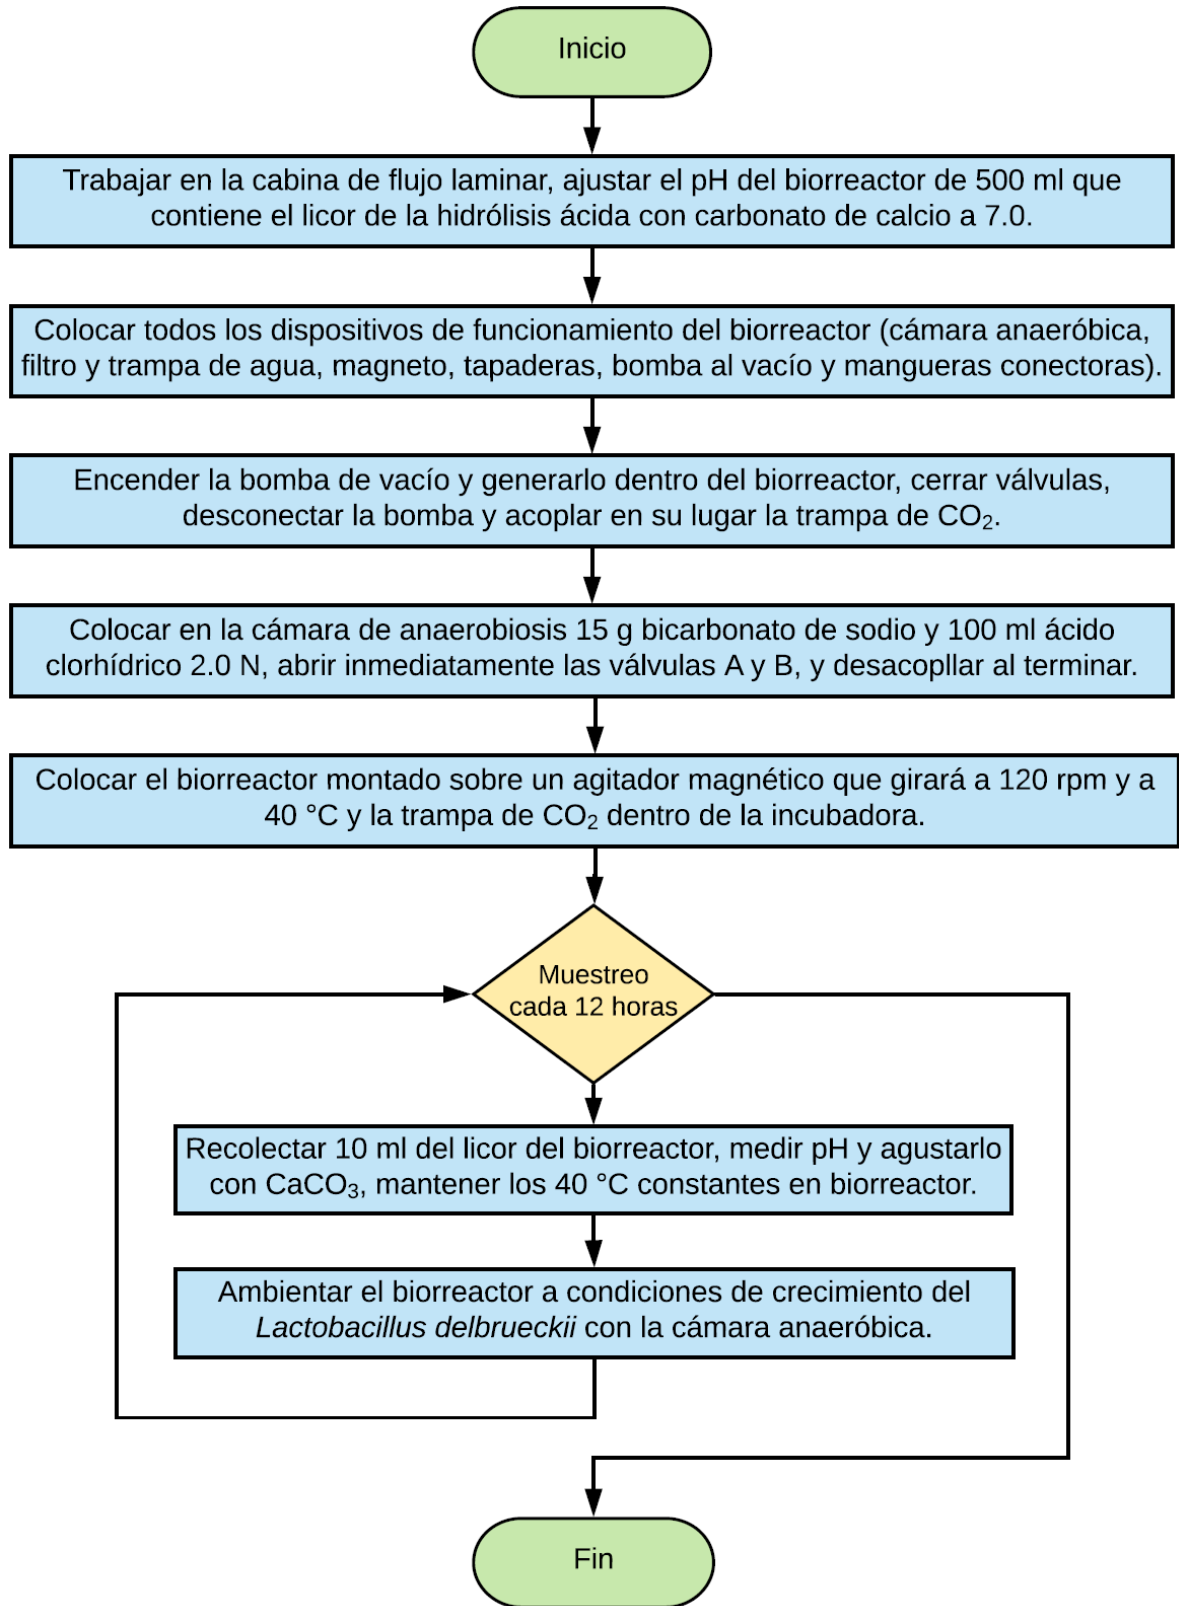 Inicio
Trabajar en la cabina de flujo laminar, ajustar el pH del biorreactor de 500 ml que
contiene el licor de la hidrólisis ácida con carbonato de calcio a 7.0.
Colocar todos los dispositivos de funcionamiento del biorreactor (cámara anaeróbica,
filtro y trampa de agua, magneto, tapaderas, bomba al vacío y mangueras conectoras).
Encender la bomba de vacío y generarlo dentro del biorreactor, cerrar válvulas,
desconectar la bomba y acoplar en su lugar la trampa de CO₂.
Colocar en la cámara de anaerobiosis 15 g bicarbonato de sodio y 100 ml ácido
clorhídrico 2.0 N, abrir inmediatamente las válvulas A y B, y desacopllar al terminar.
Colocar el biorreactor montado sobre un agitador magnético que girará a 120 rpm y a
40 °C y la trampa de CO₂ dentro de la incubadora.
Muestreo
cada 12 horas
Recolectar 10 ml del licor del biorreactor, medir pH y agustarlo
con CaCO₃, mantener los 40 °C constantes en biorreactor.
Ambientar el biorreactor a condiciones de crecimiento del
Lactobacillus delbrueckii con la cámara anaeróbica.
Fin